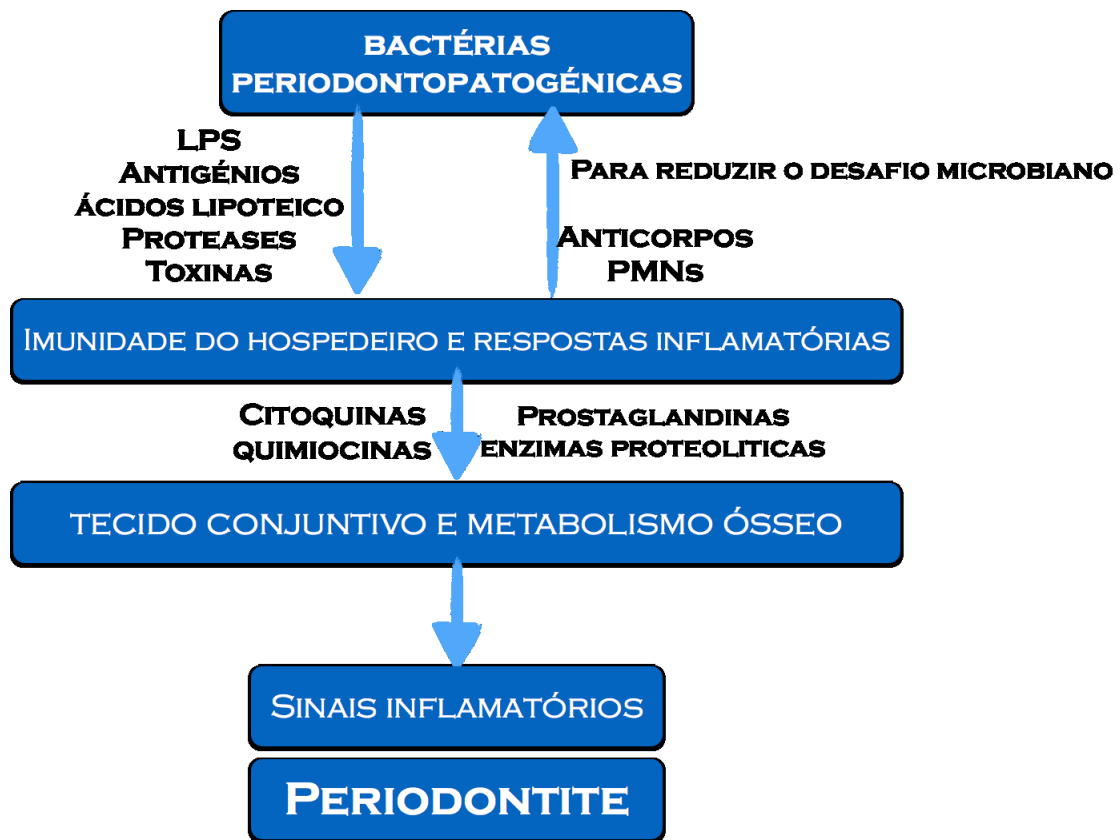 BACTÉRIAS
PERIODONTOPATOGÉNICAS
LPS
ANTIGÉNIOS
ÁCIDOS LIPOTEICO
PROTEASES
TOXINAS
PARA REDUZIR O DESAFIO MICROBIANO
ANTICORPOS
PMNs
IMUNIDADE DO HOSPEDEIRO E RESPOSTAS INFLAMATÓRIAS
CITOQUINAS
QUIMIOCINAS
PROSTAGLANDINAS
ENZIMAS PROTEOLITICAS
TECIDO CONJUNTIVO E METABOLISMO ÓSSEO
SINAIS INFLAMATÓRIOS
PERIODONTITE